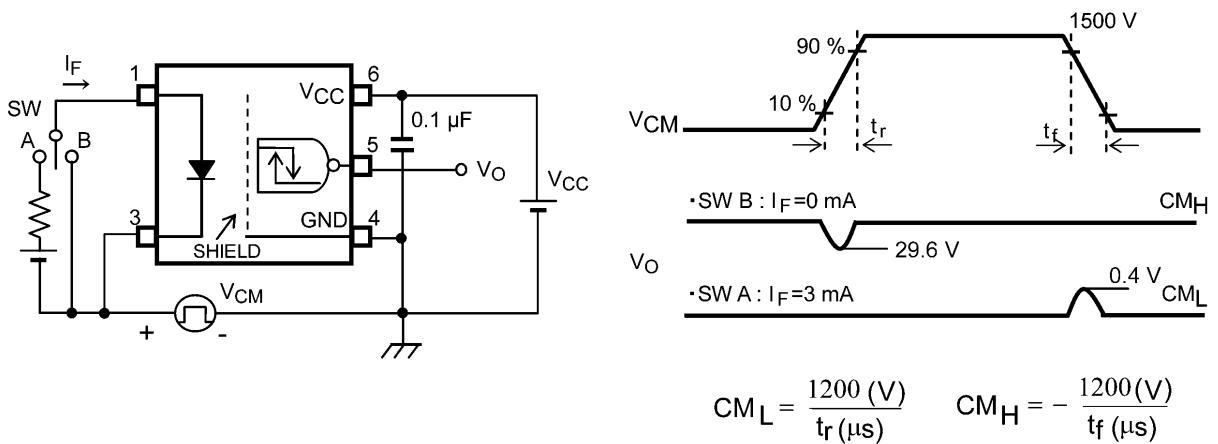 I_F
SW
A
B
1
3
V_CC
6
0.1 µF
5
V_O
GND
4
SHIELD
V_CC
V_CM
+
-
1500 V
90 %
10 %
V_CM
t_r
t_f
·SW B : I_F=0 mA
CM_H
29.6 V
V_O
0.4 V
·SW A : I_F=3 mA
CM_L
CM_L = 1200 (V) / t_r (µs)
CM_H = - 1200 (V) / t_f (µs)